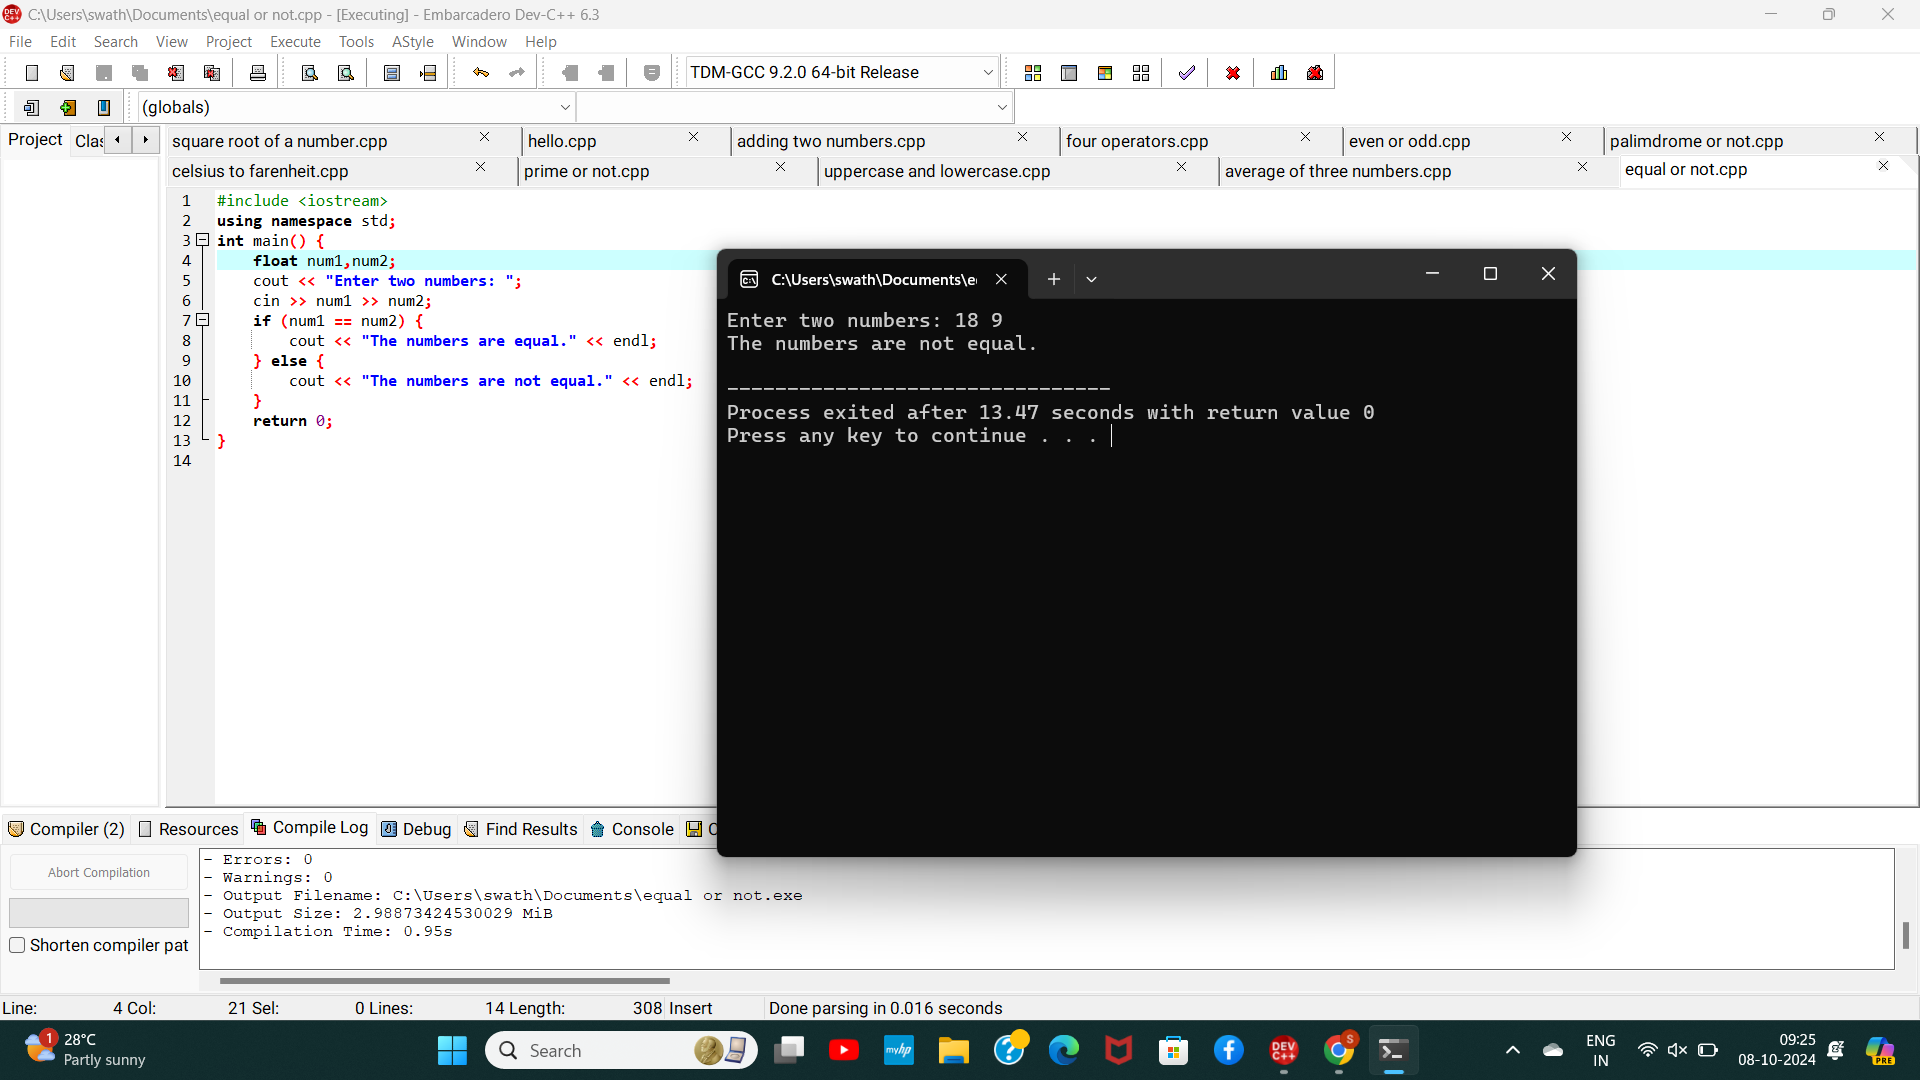 C:\Users\swath\Documents\equal or not.cpp - [Executing] - Embarcadero Dev-C++ 6.3
File Edit Search View Project Execute Tools AStyle Window Help
TDM-GCC 9.2.0 64-bit Release
(globals)
Project Clas
square root of a number.cpp hello.cpp adding two numbers.cpp four operators.cpp even or odd.cpp palimdrome or not.cpp
celsius to farenheit.cpp prime or not.cpp uppercase and lowercase.cpp average of three numbers.cpp equal or not.cpp
1 #include <iostream>
2 using namespace std;
3 int main() {
4 float num1,num2;
5 cout << "Enter two numbers: ";
6 cin >> num1 >> num2;
7 if (num1 == num2) {
8 cout << "The numbers are equal." << endl;
9 } else {
10 cout << "The numbers are not equal." << endl;
11 }
12 return 0;
13 }
14
C:\Users\swath\Documents\e
Enter two numbers: 18 9
The numbers are not equal.
--------------------------------
Process exited after 13.47 seconds with return value 0
Press any key to continue . . .
Compiler (2) Resources Compile Log Debug Find Results Console
Abort Compilation
Shorten compiler pat
- Errors: 0
- Warnings: 0
- Output Filename: C:\Users\swath\Documents\equal or not.exe
- Output Size: 2.98873424530029 MiB
- Compilation Time: 0.95s
Line: 4 Col: 21 Sel: 0 Lines: 14 Length: 308 Insert Done parsing in 0.016 seconds
1
28°C
Partly sunny
Search
myhp
DEV C++
S
ENG
IN
09:25
08-10-2024
PRE